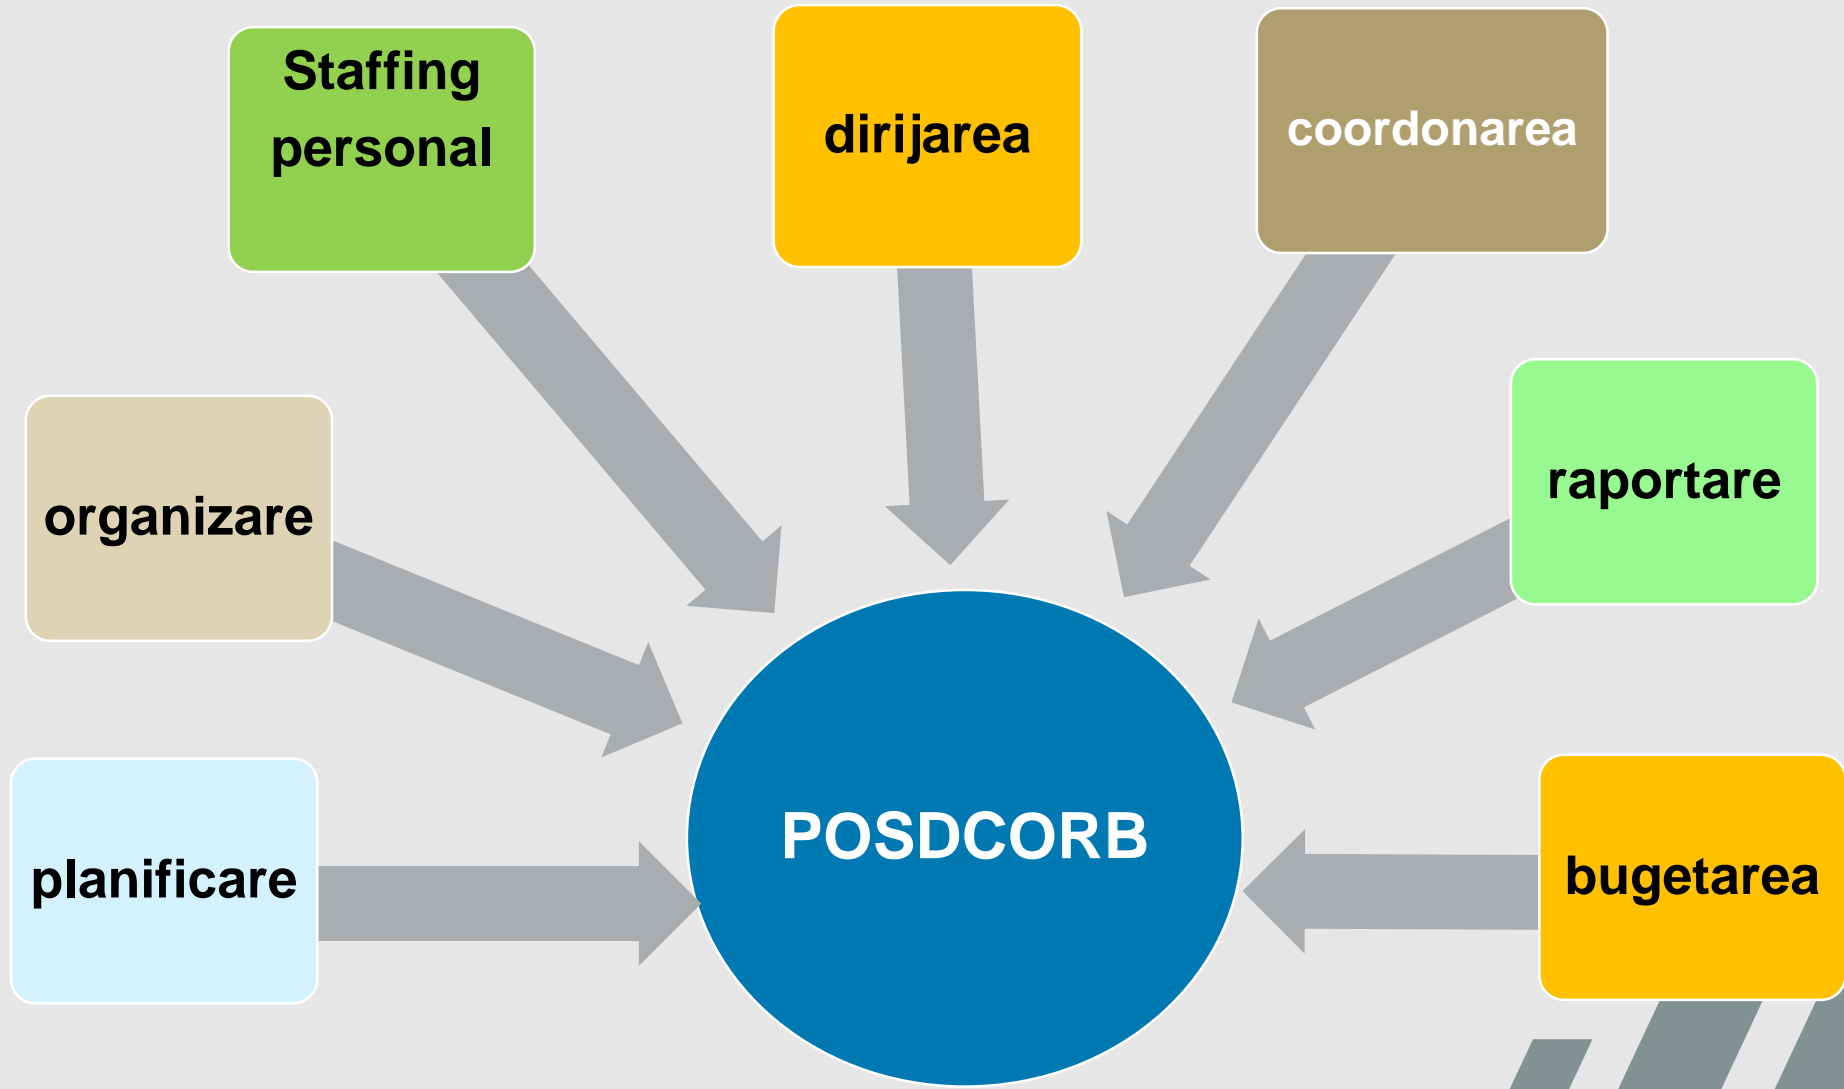 Staffing
personal
dirijarea
coordonarea
organizare
raportare
planificare
POSDCORB
bugetarea